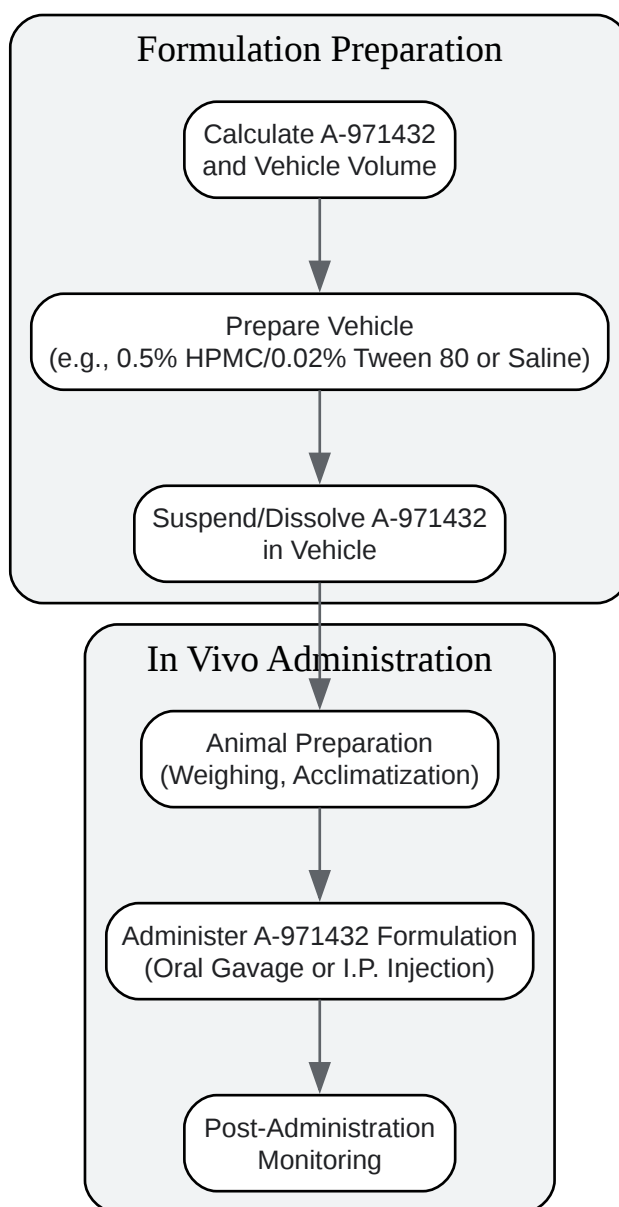 Formulation Preparation
Calculate A-971432
and Vehicle Volume
Prepare Vehicle
(e.g., 0.5% HPMC/0.02% Tween 80 or Saline)
Suspend/Dissolve A-971432
in Vehicle
In Vivo Administration
Animal Preparation
(Weighing, Acclimatization)
Administer A-971432 Formulation
(Oral Gavage or I.P. Injection)
Post-Administration
Monitoring